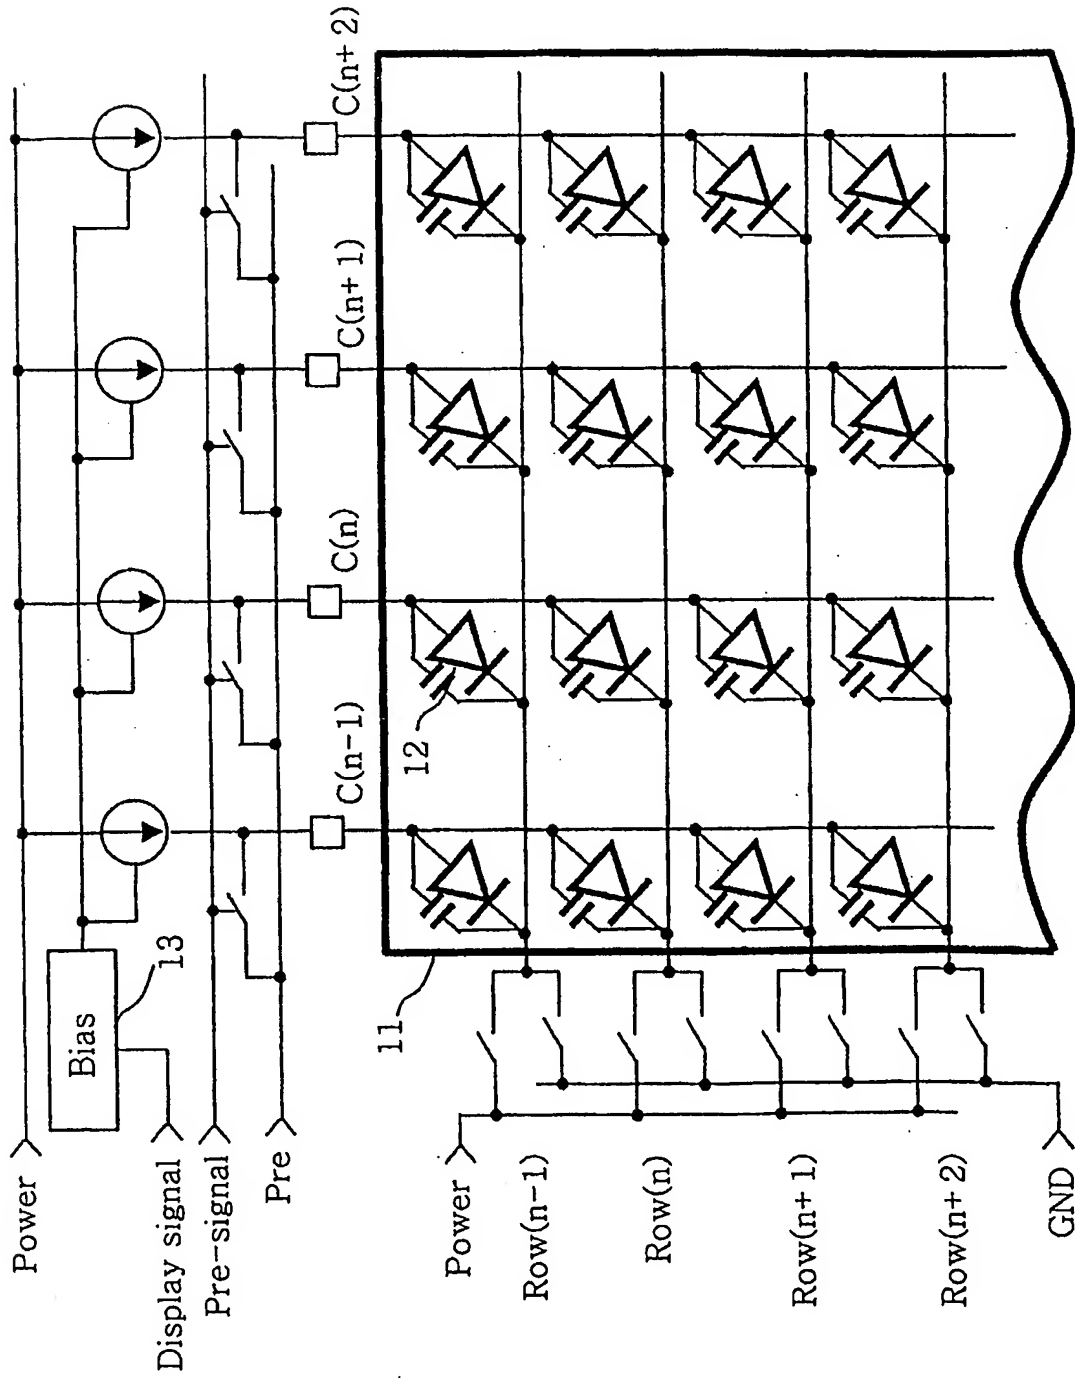 Power
Bias
13
Display signal
Pre-signal
Pre
C(n-1)
C(n)
C(n+1)
C(n+2)
11
12
Power
Row(n-1)
Row(n)
Row(n+1)
Row(n+2)
GND